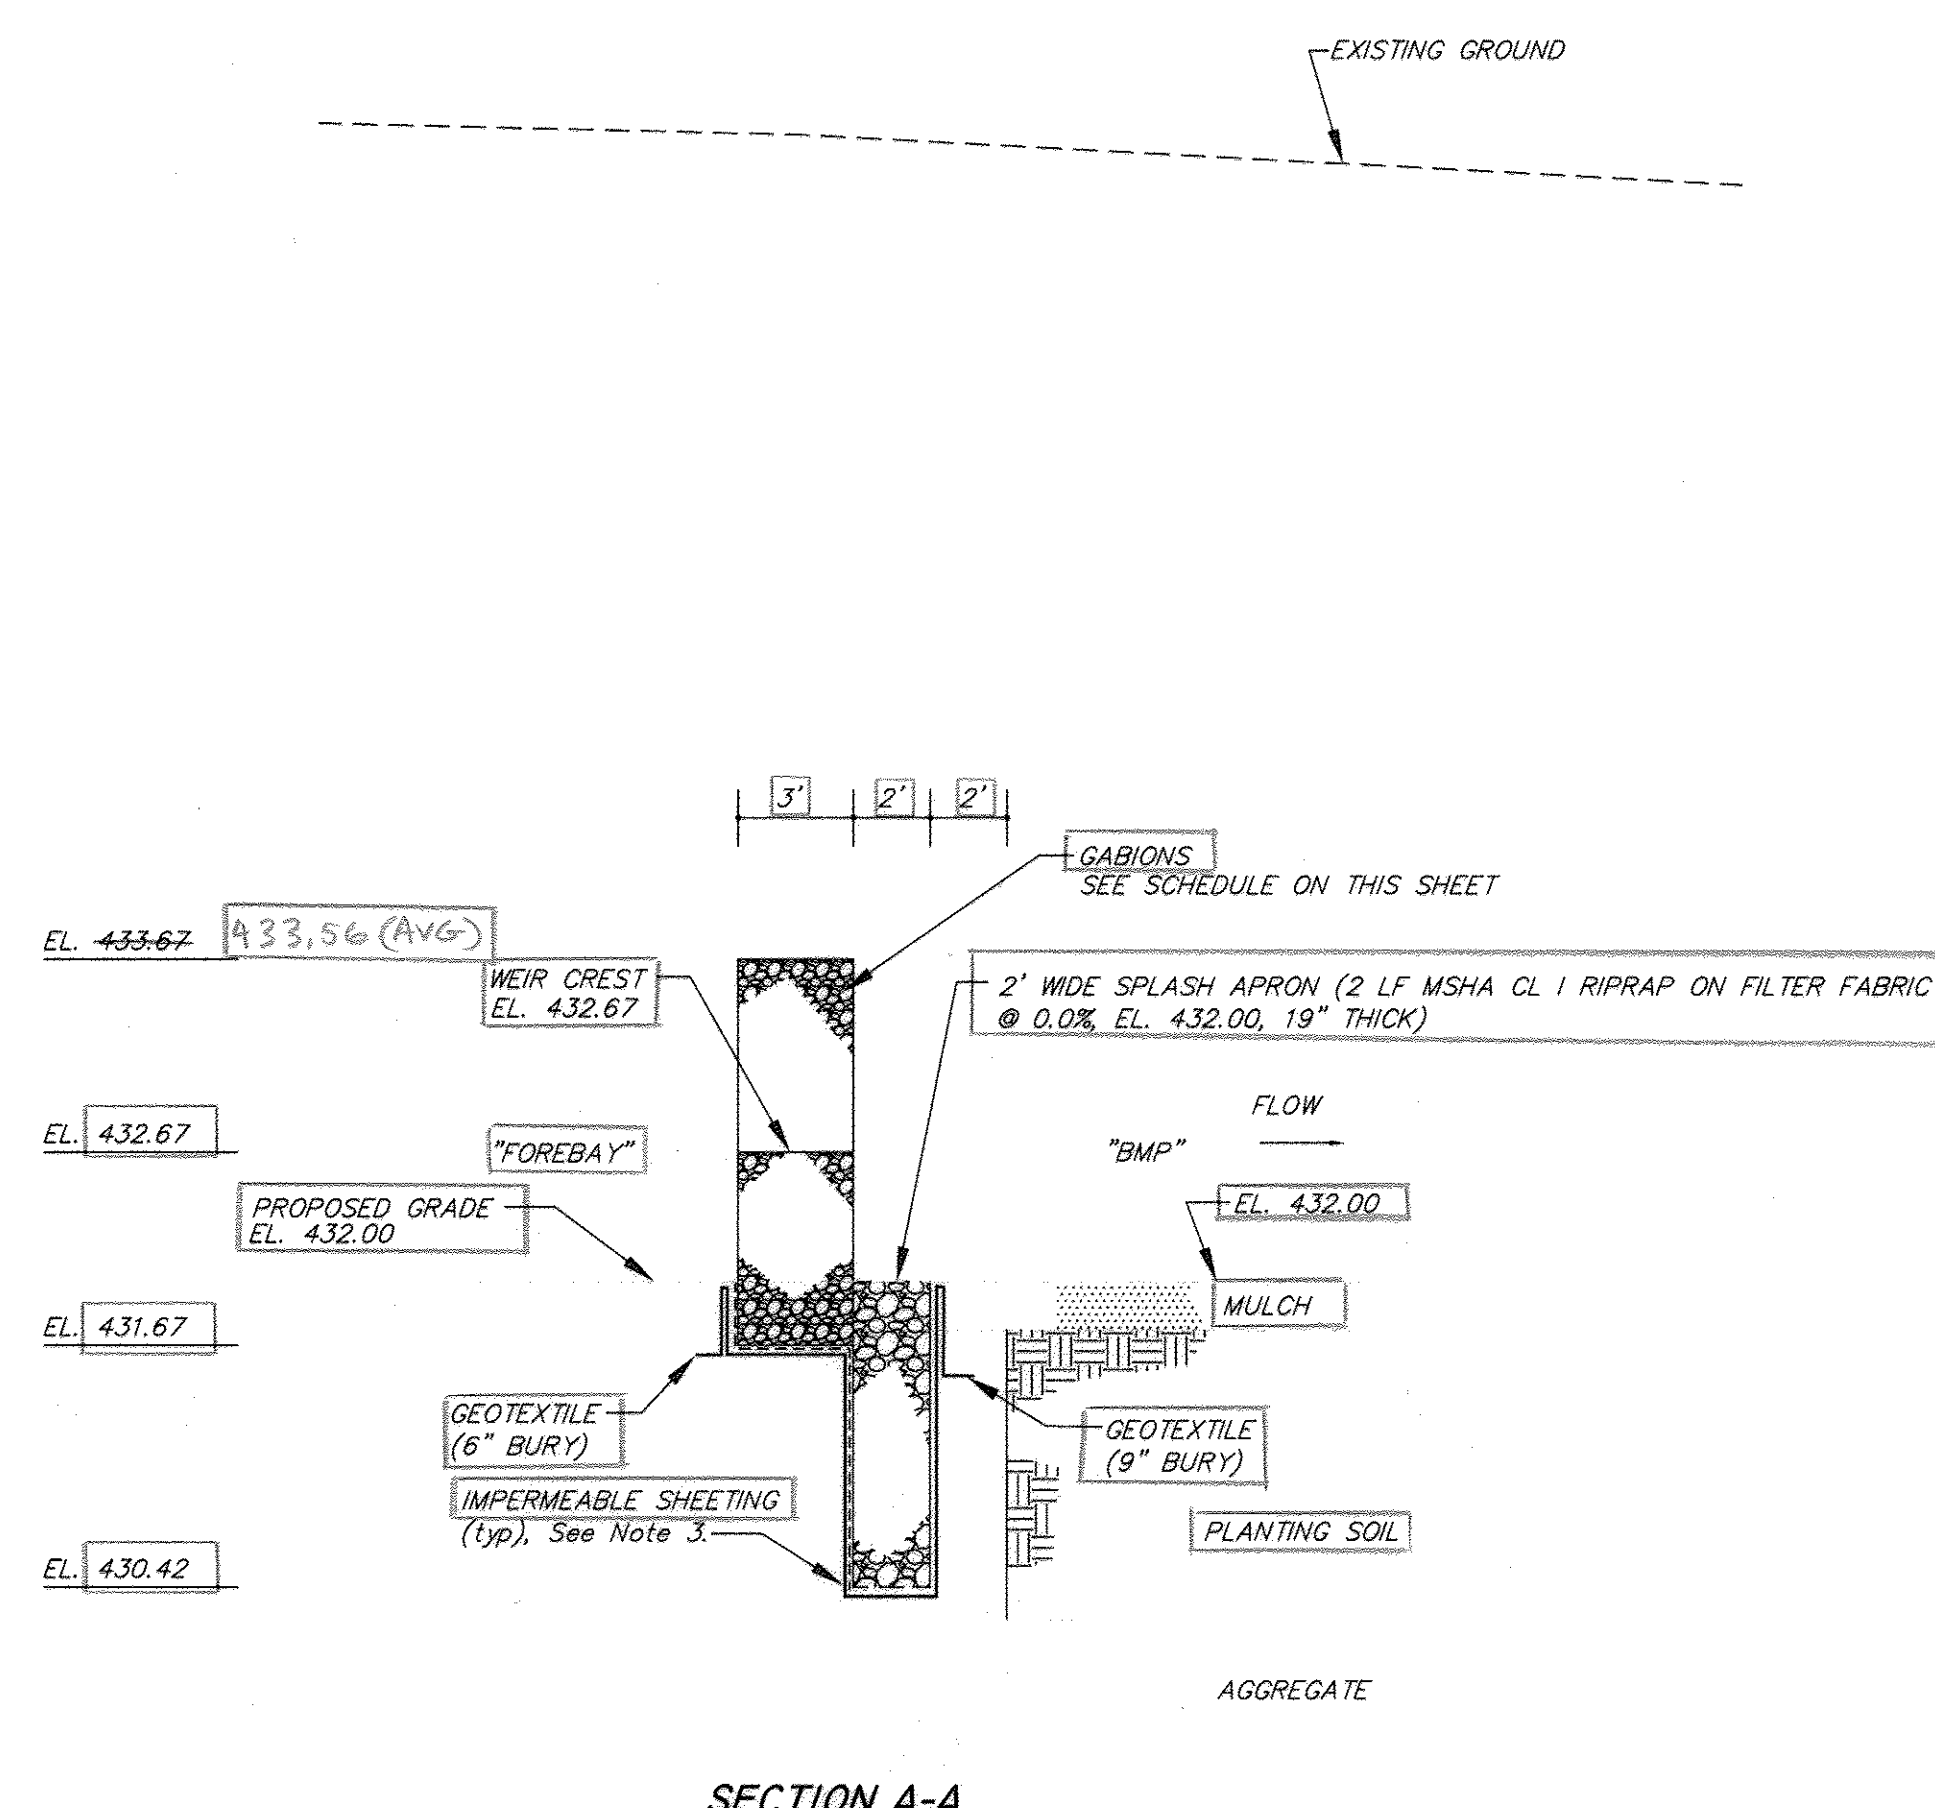 EXISTING GROUND
3' 2' 2'
GABIONS
SEE SCHEDULE ON THIS SHEET
EL. 433.67 433.56 (AVG)
WEIR CREST
EL. 432.67
2' WIDE SPLASH APRON (2 LF MSHA CL I RIPRAP ON FILTER FABRIC
@ 0.0%, EL. 432.00, 19" THICK)
FLOW
EL. 432.67
"FOREBAY"
"BMP"
PROPOSED GRADE
EL. 432.00
EL. 432.00
MULCH
EL. 431.67
GEOTEXTILE
(6" BURY)
GEOTEXTILE
(9" BURY)
IMPERMEABLE SHEETING
(typ), See Note 3.
PLANTING SOIL
EL. 430.42
AGGREGATE
SECTION A-A